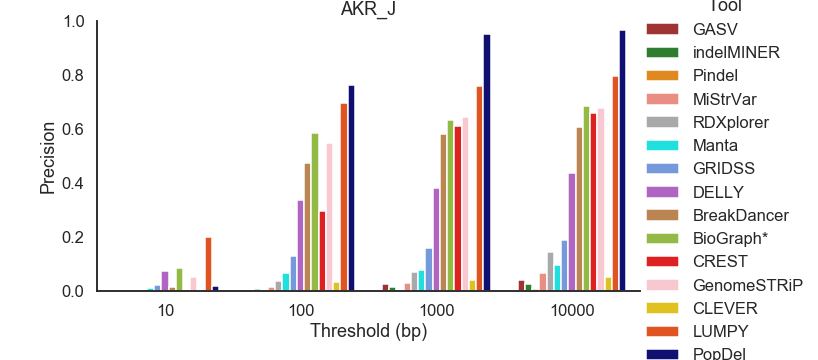 AKR_J
Tool
1.0
0.8
0.6
0.4
0.2
0.0
Precision
10
100
1000
10000
Threshold (bp)
GASV
indelMINER
Pindel
MiStrVar
RDXplorer
Manta
GRIDSS
DELLY
BreakDancer
BioGraph*
CREST
GenomeSTRiP
CLEVER
LUMPY
PopDel